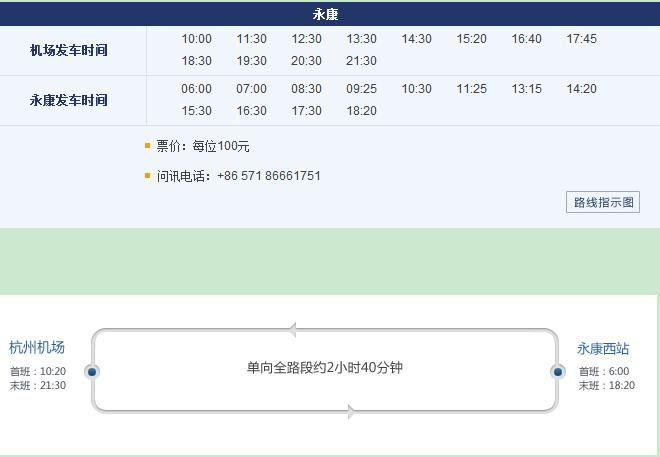 永康
机场发车时间
10:00 11:30 12:30 13:30 14:30 15:20 16:40 17:45
18:30 19:30 20:30 21:30
永康发车时间
06:00 07:00 08:30 09:25 10:30 11:25 13:15 14:20
15:30 16:30 17:30 18:20
票价：每位100元
问讯电话：+86 571 86661751
路线指示图
杭州机场
首班：10:20
末班：21:30
单向全路段约2小时40分钟
永康西站
首班：6:00
末班：18:20